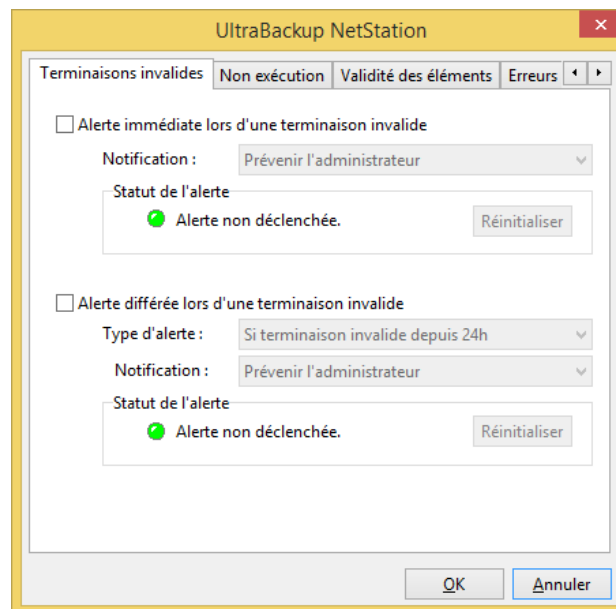 UltraBackup NetStation
Terminaisons invalides Non exécution Validité des éléments Erreurs
Alerte immédiate lors d'une terminaison invalide
Notification : Prévenir l'administrateur
Statut de l'alerte
Alerte non déclenchée. Réinitialiser
Alerte différée lors d'une terminaison invalide
Type d'alerte : Si terminaison invalide depuis 24h
Notification : Prévenir l'administrateur
Statut de l'alerte
Alerte non déclenchée. Réinitialiser
OK Annuler